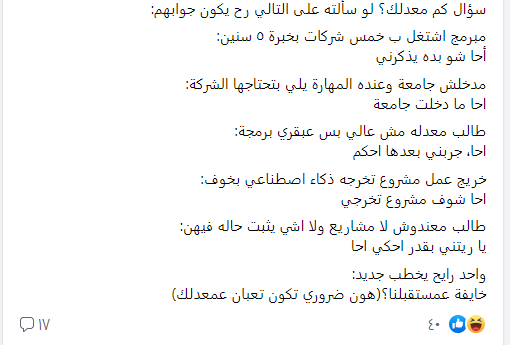 سؤال كم معدلك؟ لو سألته على التالي رح يكون جوابهم:
مبرمج اشتغل ب خمس شركات بخبرة ٥ سنين:
أحا شو بده يذكرني
مدخلش جامعة وعنده المهارة يلي بتحتاجها الشركة:
احا ما دخلت جامعة
طالب معدله مش عالي بس عبقري برمجة:
احا، جربني بعدها احكم
خريج عمل مشروع تخرجه ذكاء اصطناعي بخوف:
احا شوف مشروع تخرجي
طالب معندوش لا مشاريع ولا اشي يثبت حاله فيهن:
يا ريتني بقدر احكي احا
واحد رايح يخطب جديد:
خايفة عمستقبلنا؟(هون ضروري تكون تعبان عمعدلك)
٤٠
١٧